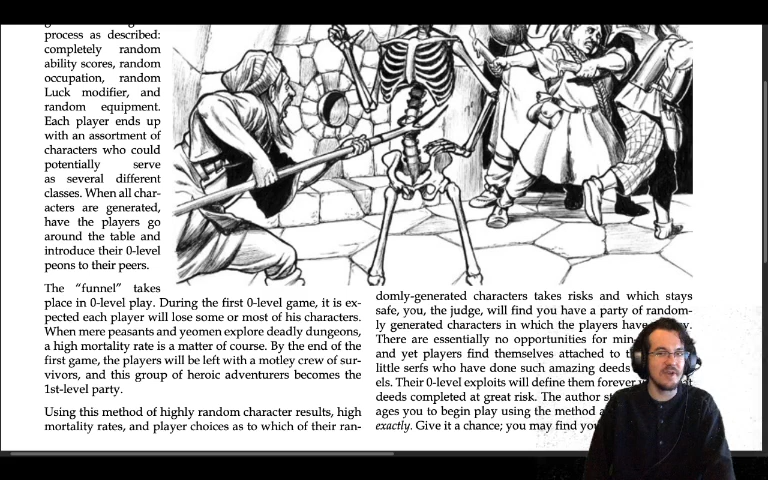 process as described:
completely random
ability scores, random
occupation, random
Luck modifier, and
random equipment.
Each player ends up
with an assortment of
characters who could
potentially serve
as several different
classes. When all char-
acters are generated,
have the players go
around the table and
introduce their 0-level
peons to their peers.
The “funnel” takes
place in 0-level play. During the first 0-level game, it is ex-
pected each player will lose some or most of his characters.
When mere peasants and yeomen explore deadly dungeons,
a high mortality rate is a matter of course. By the end of the
first game, the players will be left with a motley crew of sur-
vivors, and this group of heroic adventurers becomes the
1st-level party.
Using this method of highly random character results, high
mortality rates, and player choices as to which of their ran-
domly-generated characters takes risks and which stays
safe, you, the judge, will find you have a party of random-
ly generated characters in which the players have
There are essentially no opportunities for min-
and yet players find themselves attached to
little serfs who have done such amazing deeds
els. Their 0-level exploits will define them forever
deeds completed at great risk. The author
ages you to begin play using the method
exactly. Give it a chance; you may find